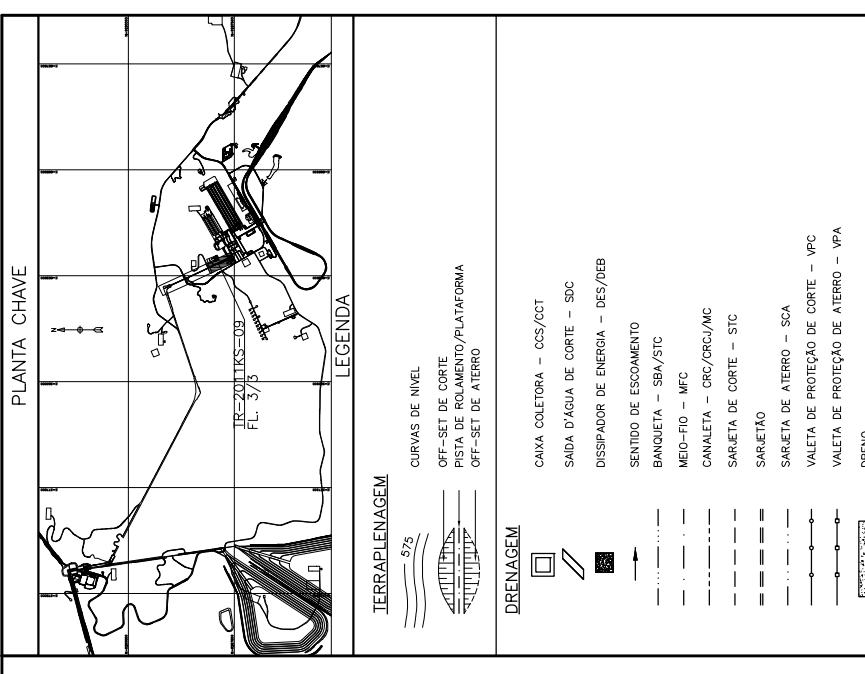 PLANTA CHAVE
N
TR-2011KS-09
FL. 3/3
LEGENDA
TERRAPLENAGEM
575
CURVAS DE NÍVEL
OFF-SET DE CORTE
PISTA DE ROLAMENTO/PLATAFORMA
OFF-SET DE ATERRO
DRENAGEM
CAIXA COLETORA - CCS/CCT
SAÍDA D'ÁGUA DE CORTE - SDC
DISSIPADOR DE ENERGIA - DES/DEB
SENTIDO DE ESCOAMENTO
BANQUETA - SBA/STC
MEIO-FIO - MFC
CANALETA - CRC/CRCJ/MC
SARJETA DE CORTE - STC
SARJETÃO
SARJETA DE ATERRO - SCA
VALETA DE PROTEÇÃO DE CORTE - VPC
VALETA DE PROTEÇÃO DE ATERRO - VPA
DRENO